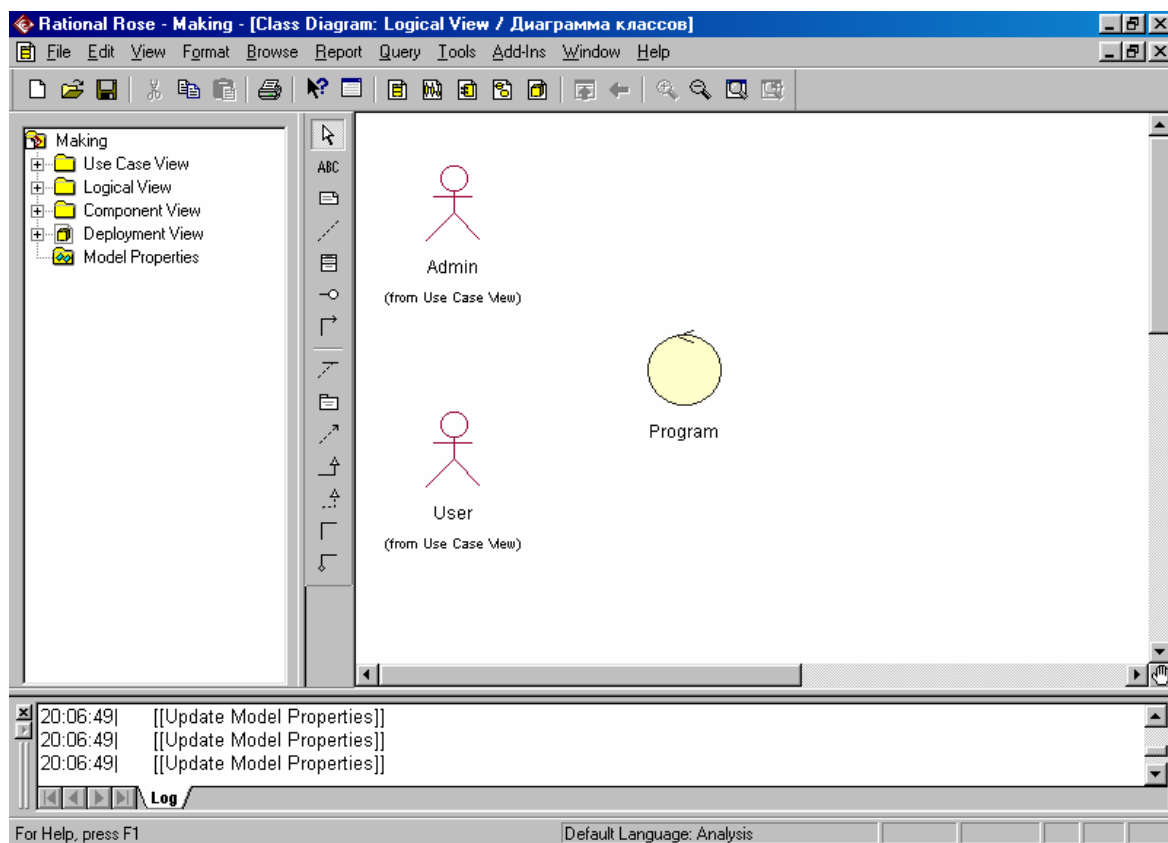 Rational Rose - Making - [Class Diagram: Logical View / Диаграмма классов]
File Edit View Format Browse Report Query Tools Add-Ins Window Help
Making
Use Case View
Logical View
Component View
Deployment View
Model Properties
ABC
Admin
(from Use Case View)
Program
User
(from Use Case View)
20:06:49| [[Update Model Properties]]
20:06:49| [[Update Model Properties]]
20:06:49| [[Update Model Properties]]
Log
For Help, press F1
Default Language: Analysis